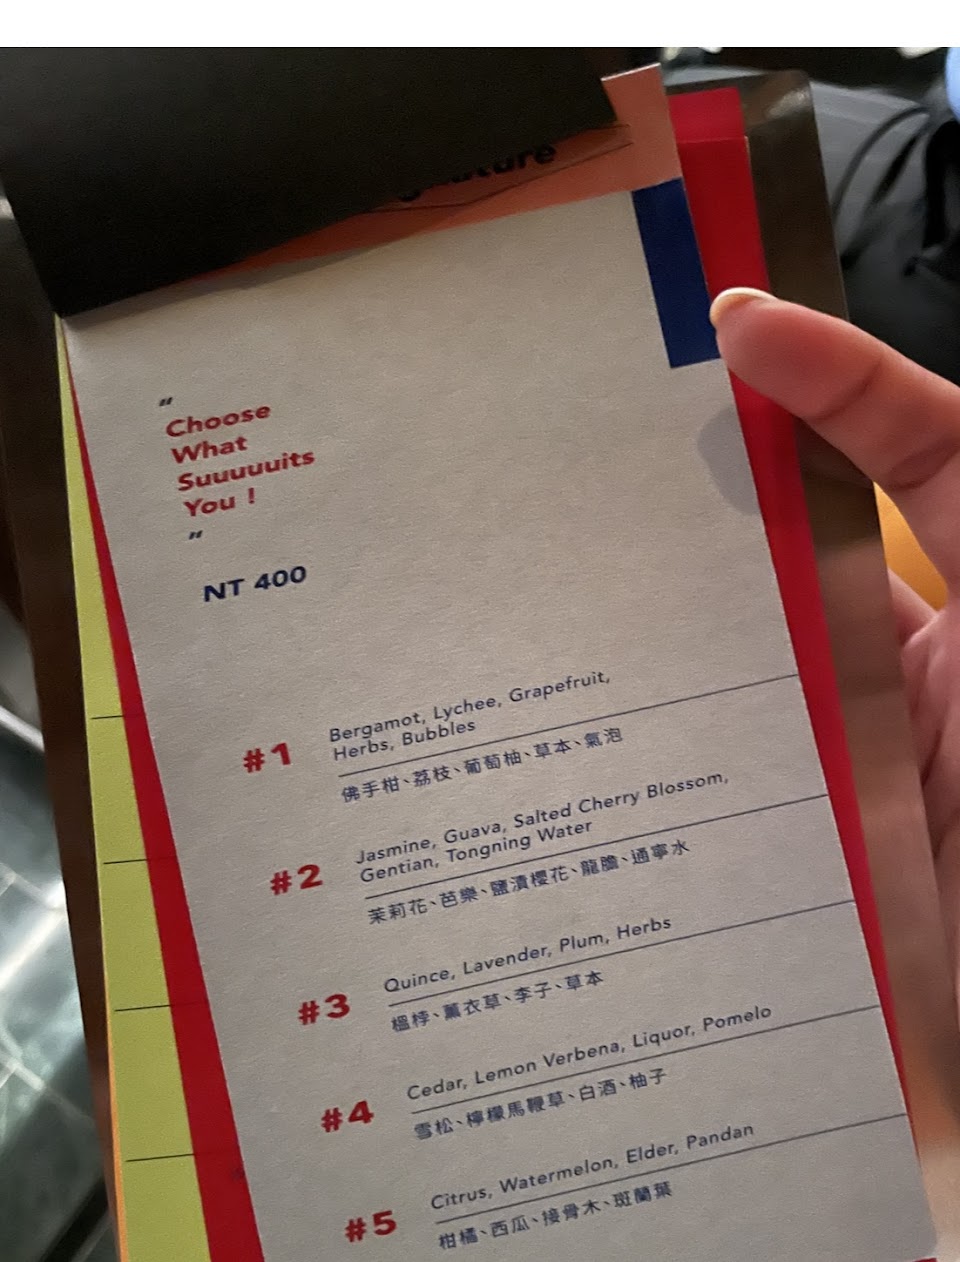 “
Choose
What
Suuuuuits
You !
”
NT 400
#1
Bergamot, Lychee, Grapefruit,
Herbs, Bubbles
佛手柑、荔枝、葡萄柚、草本、氣泡
#2
Jasmine, Guava, Salted Cherry Blossom,
Gentian, Tongning Water
茉莉花、芭樂、鹽漬櫻花、龍膽、通寧水
#3
Quince, Lavender, Plum, Herbs
榲桲、薰衣草、李子、草本
#4
Cedar, Lemon Verbena, Liquor, Pomelo
雪松、檸檬馬鞭草、白酒、柚子
#5
Citrus, Watermelon, Elder, Pandan
柑橘、西瓜、接骨木、斑蘭葉